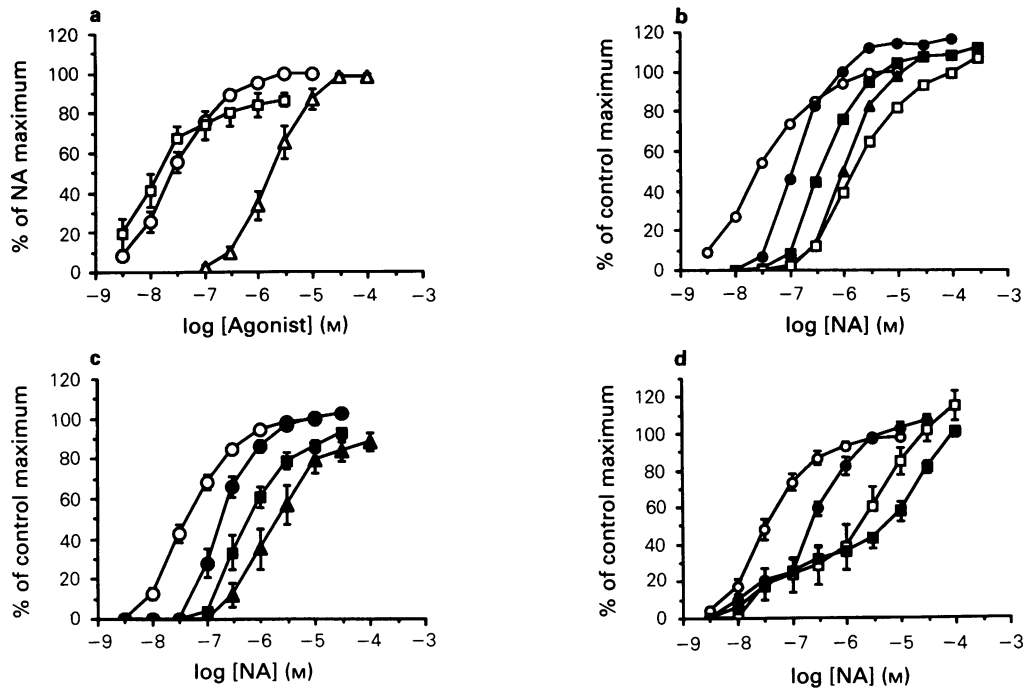 a
120
100
80
60
40
20
0
% of NA maximum
−9 −8 −7 −6 −5 −4 −3
log [Agonist] (M)
b
120
100
80
60
40
20
0
% of control maximum
−9 −8 −7 −6 −5 −4 −3
log [NA] (M)
c
120
100
80
60
40
20
0
% of control maximum
−9 −8 −7 −6 −5 −4 −3
log [NA] (M)
d
120
100
80
60
40
20
0
% of control maximum
−9 −8 −7 −6 −5 −4 −3
log [NA] (M)